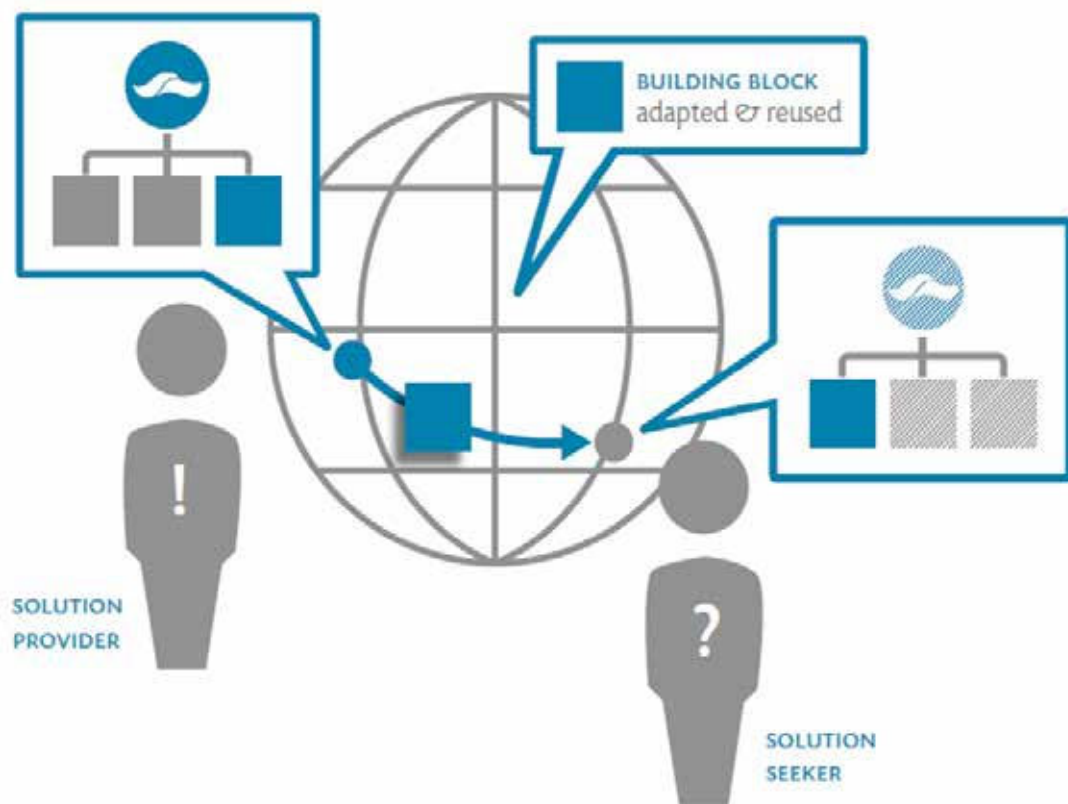 BUILDING BLOCK
adapted & reused
!
SOLUTION
PROVIDER
?
SOLUTION
SEEKER